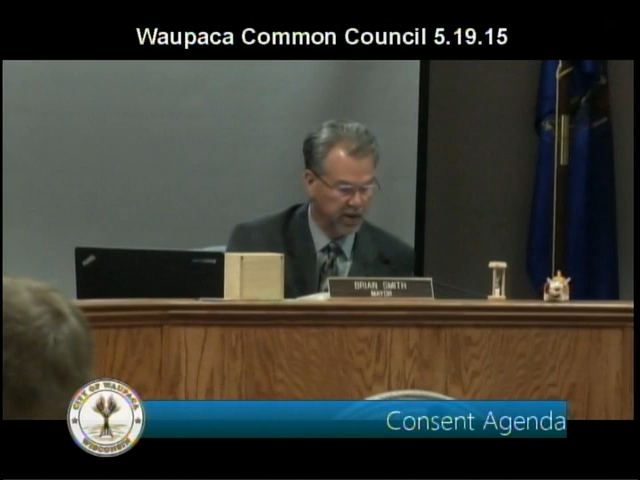 Waupaca Common Council 5.19.15
BRIAN SMITH
MAYOR
CITY OF WAUPACA
WISCONSIN
Consent Agenda